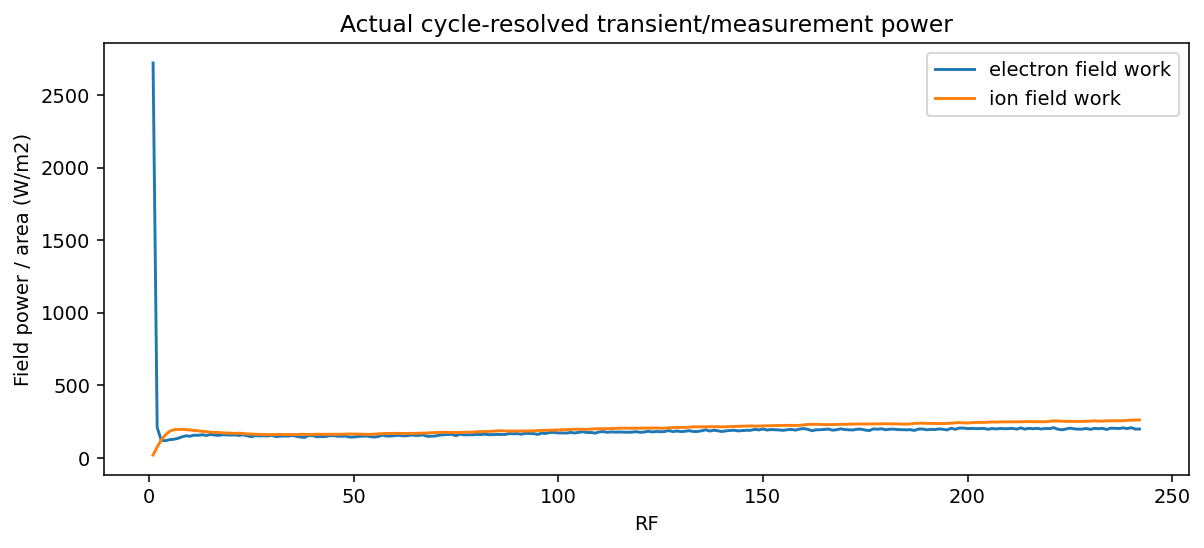 Actual cycle-resolved transient/measurement power
electron field work
ion field work
Field power / area (W/m2)
2500
2000
1500
1000
500
0
0 50 100 150 200 250
RF